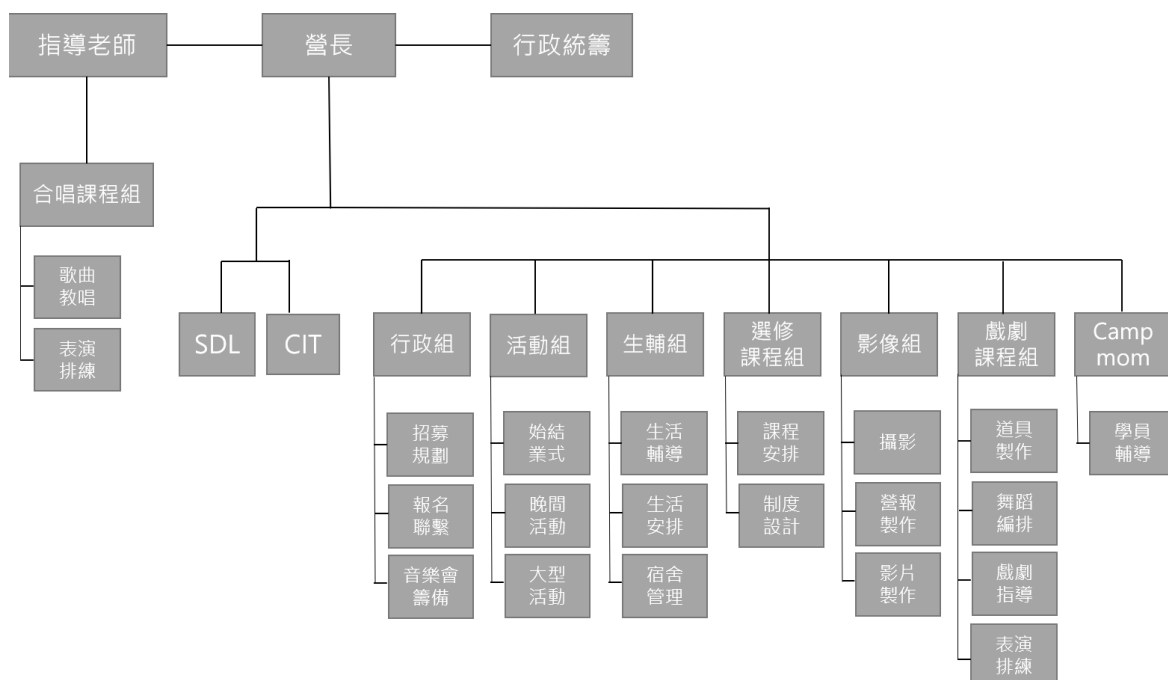 指導老師
營長
行政統籌
合唱課程組
歌曲
教唱
表演
排練
SDL
CIT
行政組
招募
規劃
報名
聯繫
音樂會
籌備
活動組
始結
業式
晚間
活動
大型
活動
生輔組
生活
輔導
生活
安排
宿舍
管理
選修
課程組
課程
安排
制度
設計
影像組
攝影
營報
製作
影片
製作
戲劇
課程組
道具
製作
舞蹈
編排
戲劇
指導
表演
排練
Camp
mom
學員
輔導